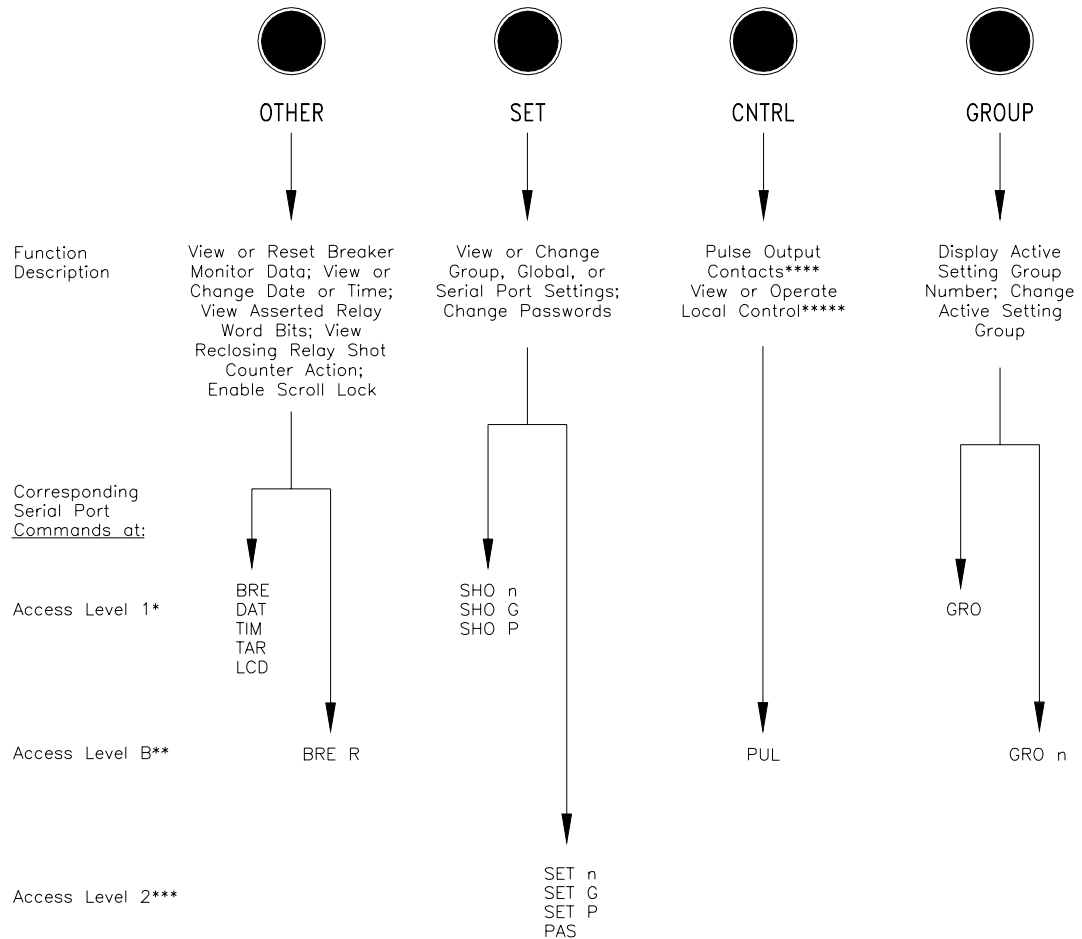 OTHER
SET
CNTRL
GROUP
Function
Description
View or Reset Breaker
Monitor Data; View or
Change Date or Time;
View Asserted Relay
Word Bits; View
Reclosing Relay Shot
Counter Action;
Enable Scroll Lock
View or Change
Group, Global, or
Serial Port Settings;
Change Passwords
Pulse Output
Contacts****
View or Operate
Local Control*****
Display Active
Setting Group
Number; Change
Active Setting
Group
Corresponding
Serial Port
Commands at:
Access Level 1*
BRE
DAT
TIM
TAR
LCD
SHO n
SHO G
SHO P
GRO
Access Level B**
BRE R
PUL
GRO n
Access Level 2***
SET n
SET G
SET P
PAS